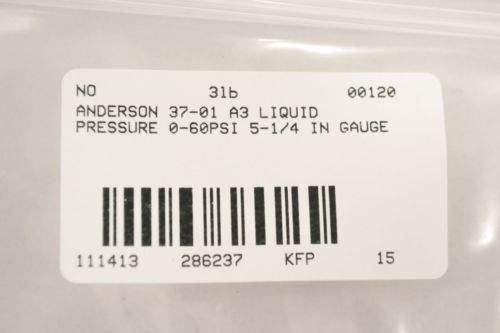 NO 3lb 00120
ANDERSON 37-01 A3 LIQUID
PRESSURE 0-60PSI 5-1/4 IN GAUGE
111413 286237 KFP 15